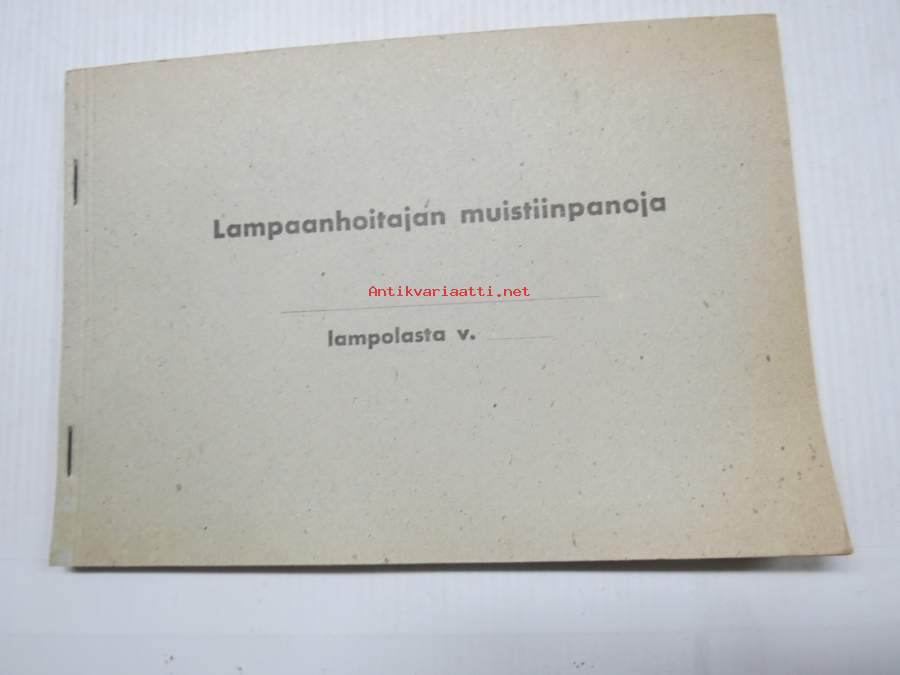 Lampaanhoitajan muistiinpanoja
Antikvariaatti.net
lampolasta v.